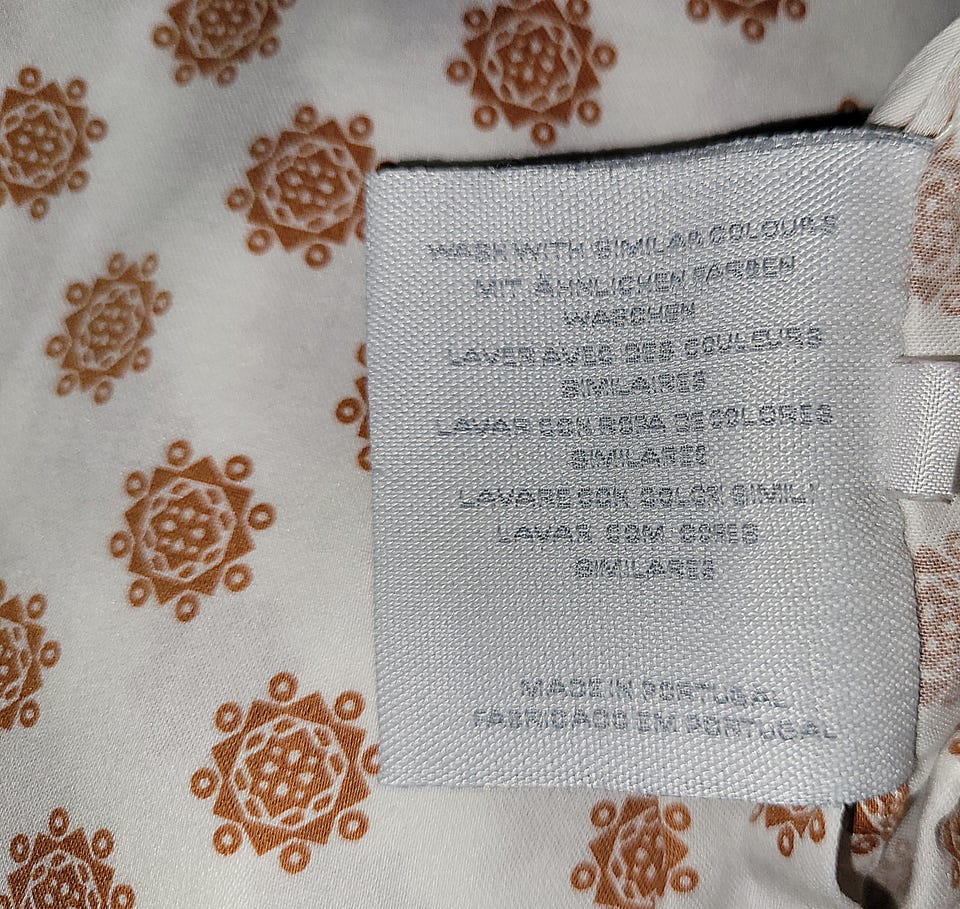 WASH WITH SIMILAR COLOURS
MIT ÄHNLICHEN FARBEN
WASCHEN
LAVER AVEC DES COULEURS
SIMILAIRES
LAVAR CON ROPA DE COLORES
SIMILARES
LAVARE CON COLORI SIMILI
LAVAR COM CORES
SIMILARES
MADE IN PORTUGAL
FABRICADO EM PORTUGAL